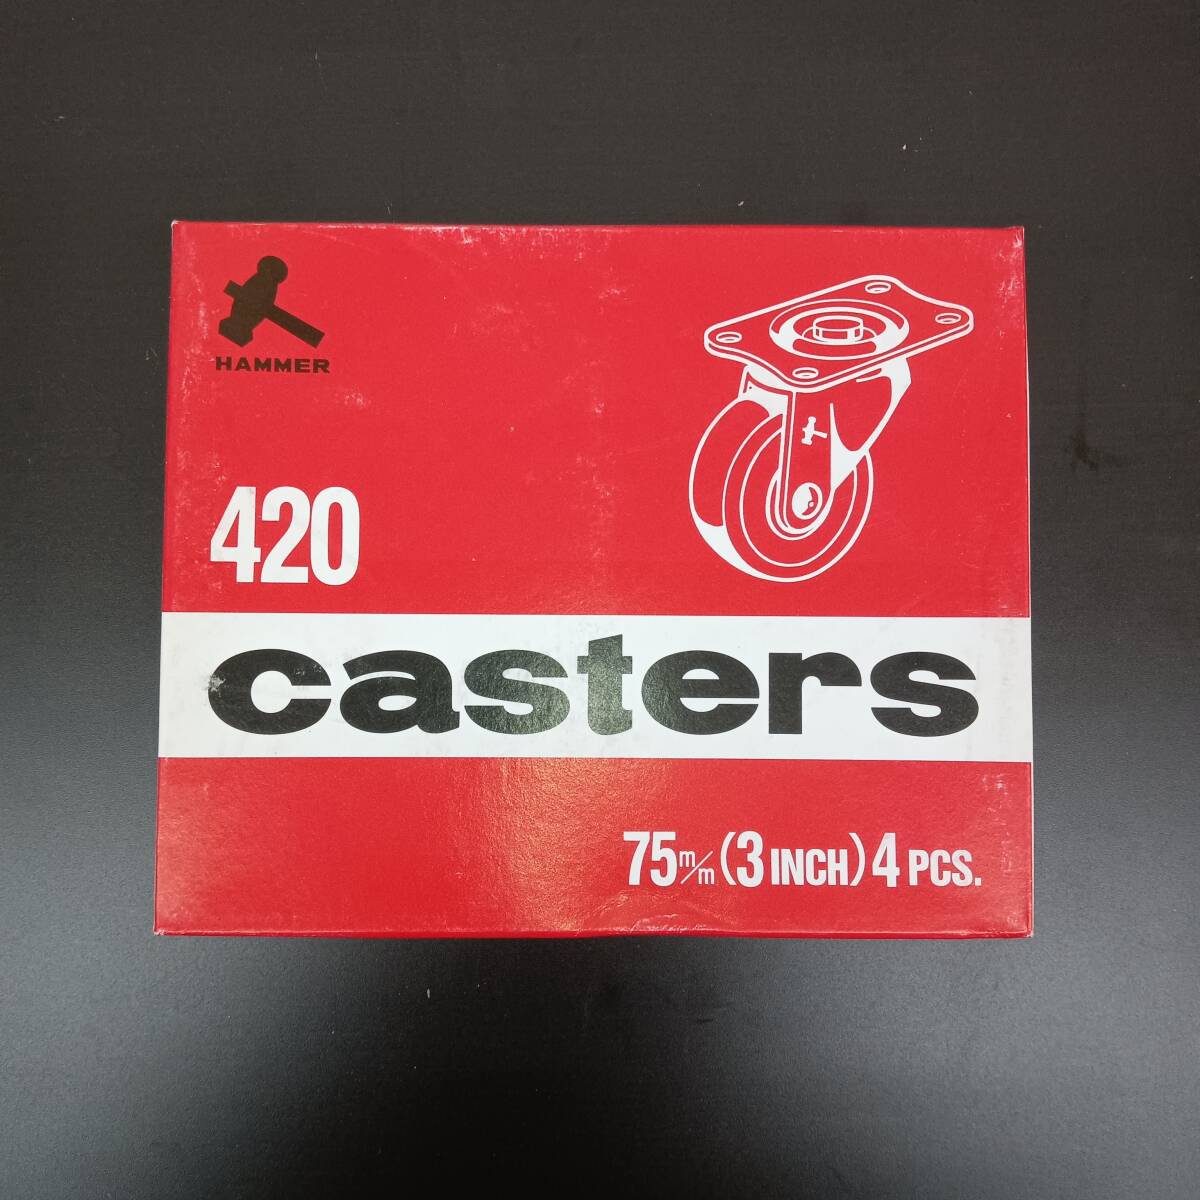 HAMMER
420
casters
75m/m (3 INCH) 4 PCS.